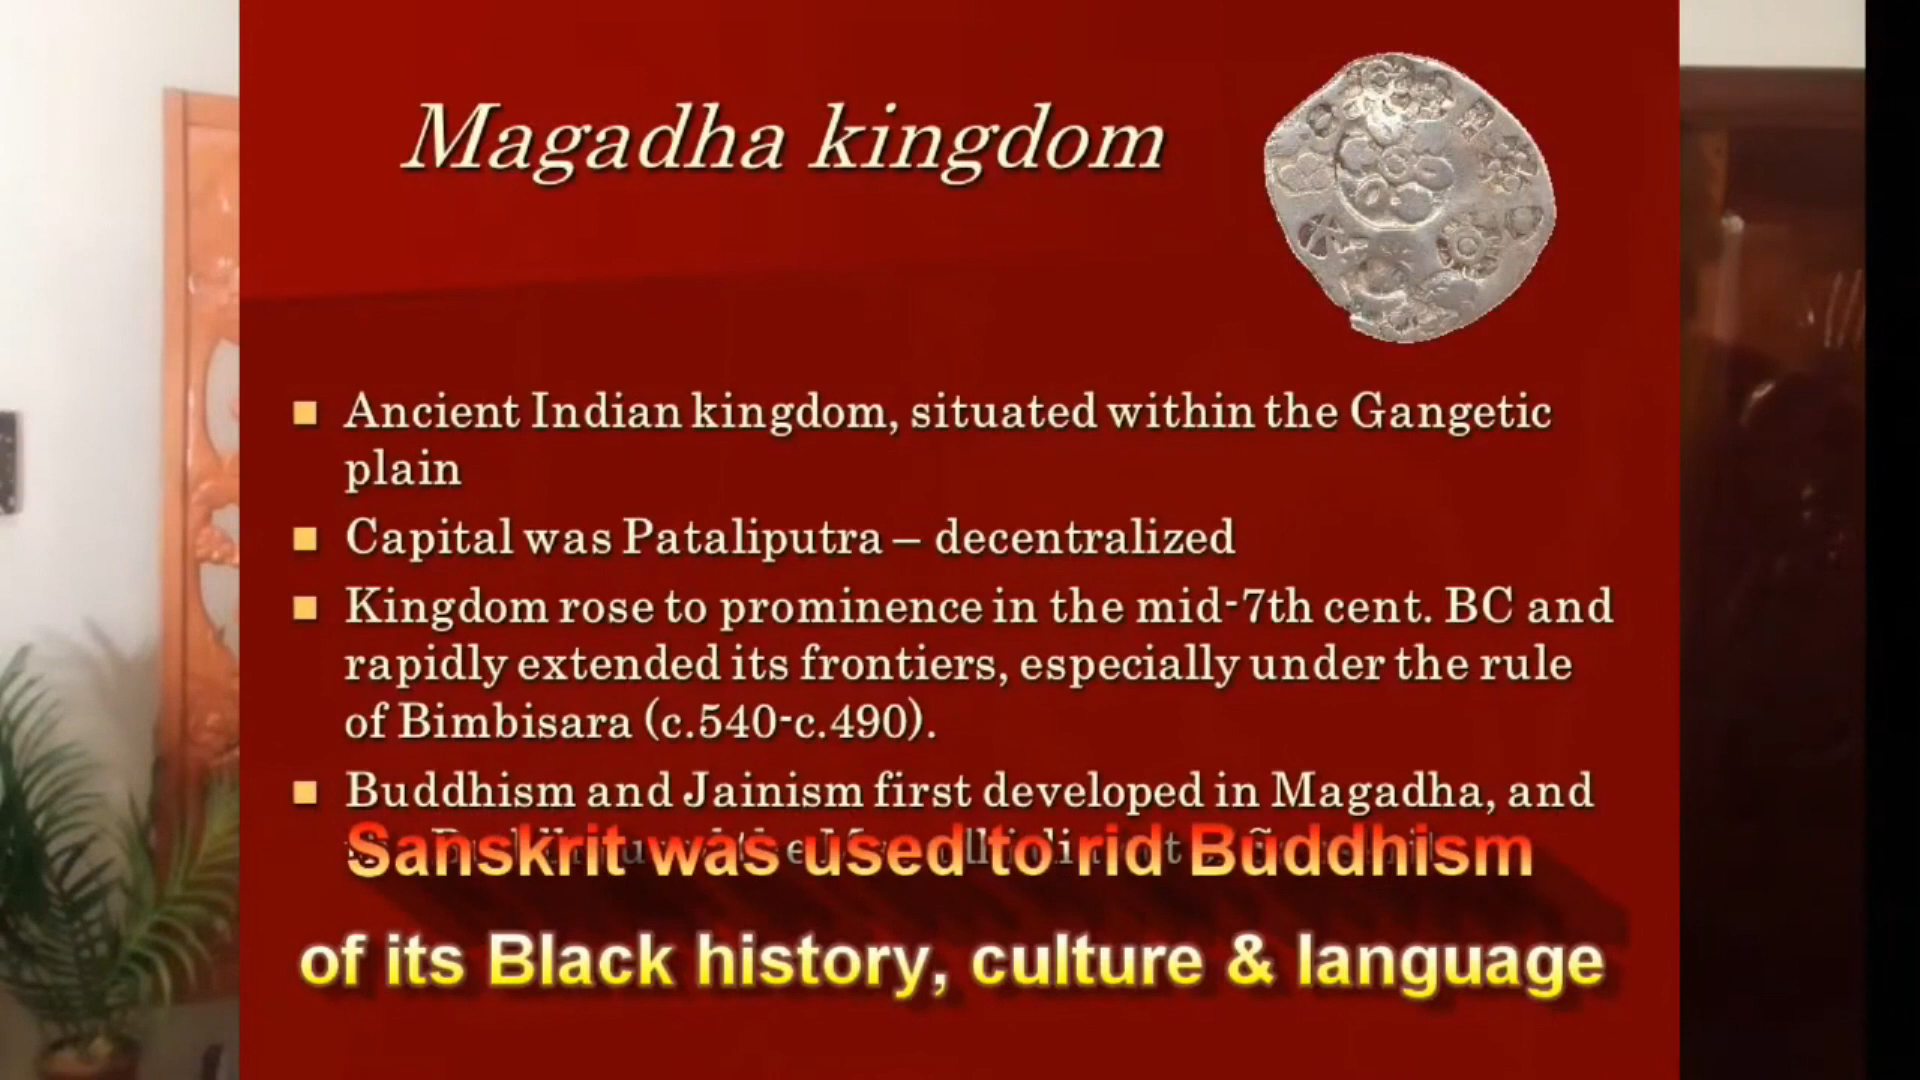 Magadha kingdom
Ancient Indian kingdom, situated within the Gangetic
plain
Capital was Pataliputra – decentralized
Kingdom rose to prominence in the mid-7th cent. BC and
rapidly extended its frontiers, especially under the rule
of Bimbisara (c.540-c.490).
Buddhism and Jainism first developed in Magadha, and
Sanskrit was used to rid Buddhism
of its Black history, culture & language